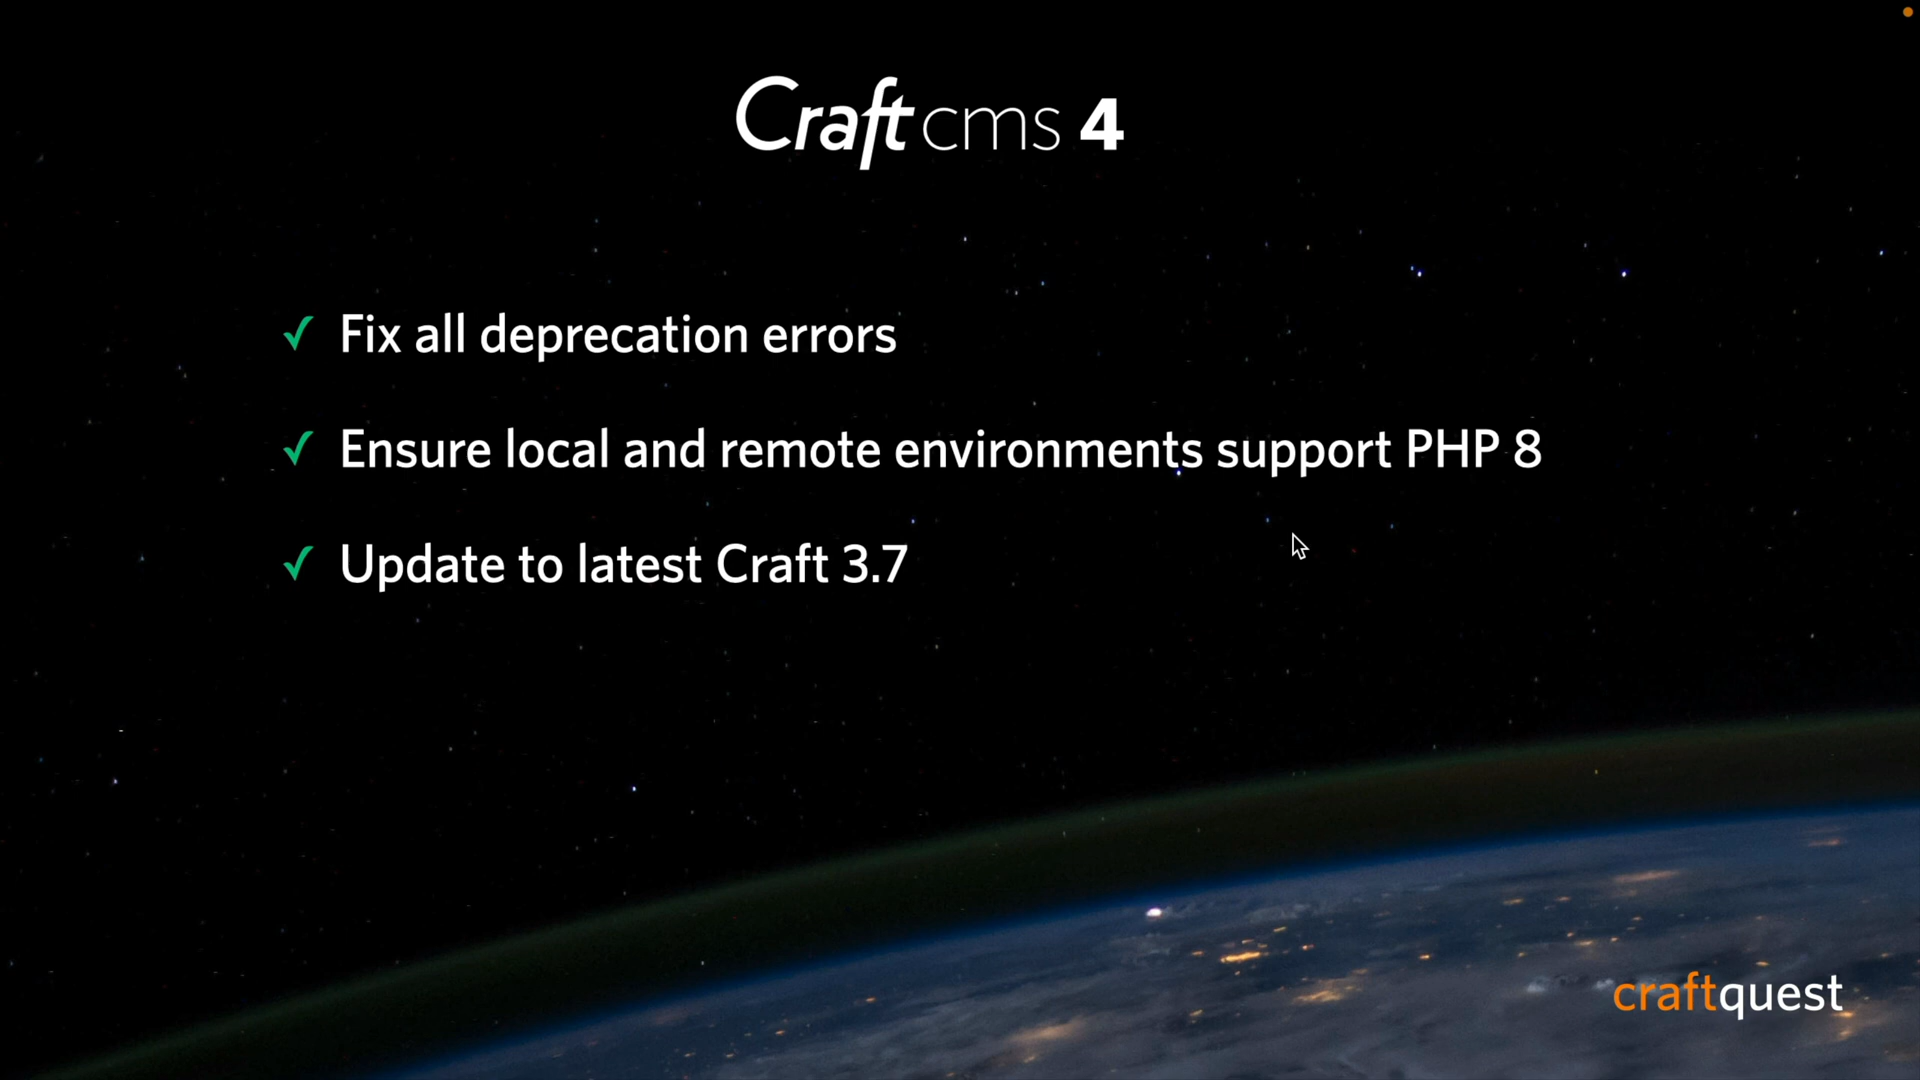 Craft cms 4
✓ Fix all deprecation errors
✓ Ensure local and remote environments support PHP 8
✓ Update to latest Craft 3.7
craftquest